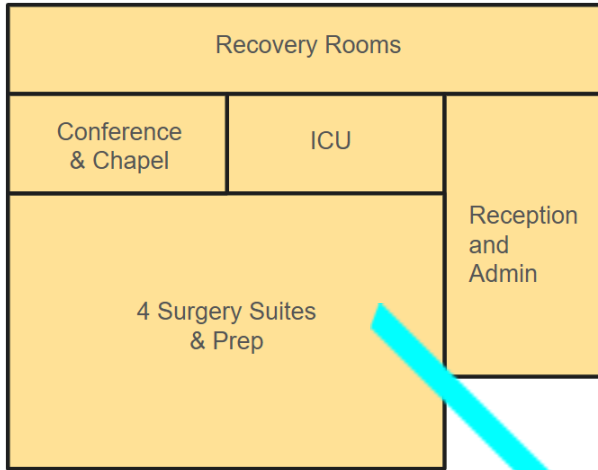 Recovery Rooms
Conference
& Chapel
ICU
Reception
and
Admin
4 Surgery Suites
& Prep